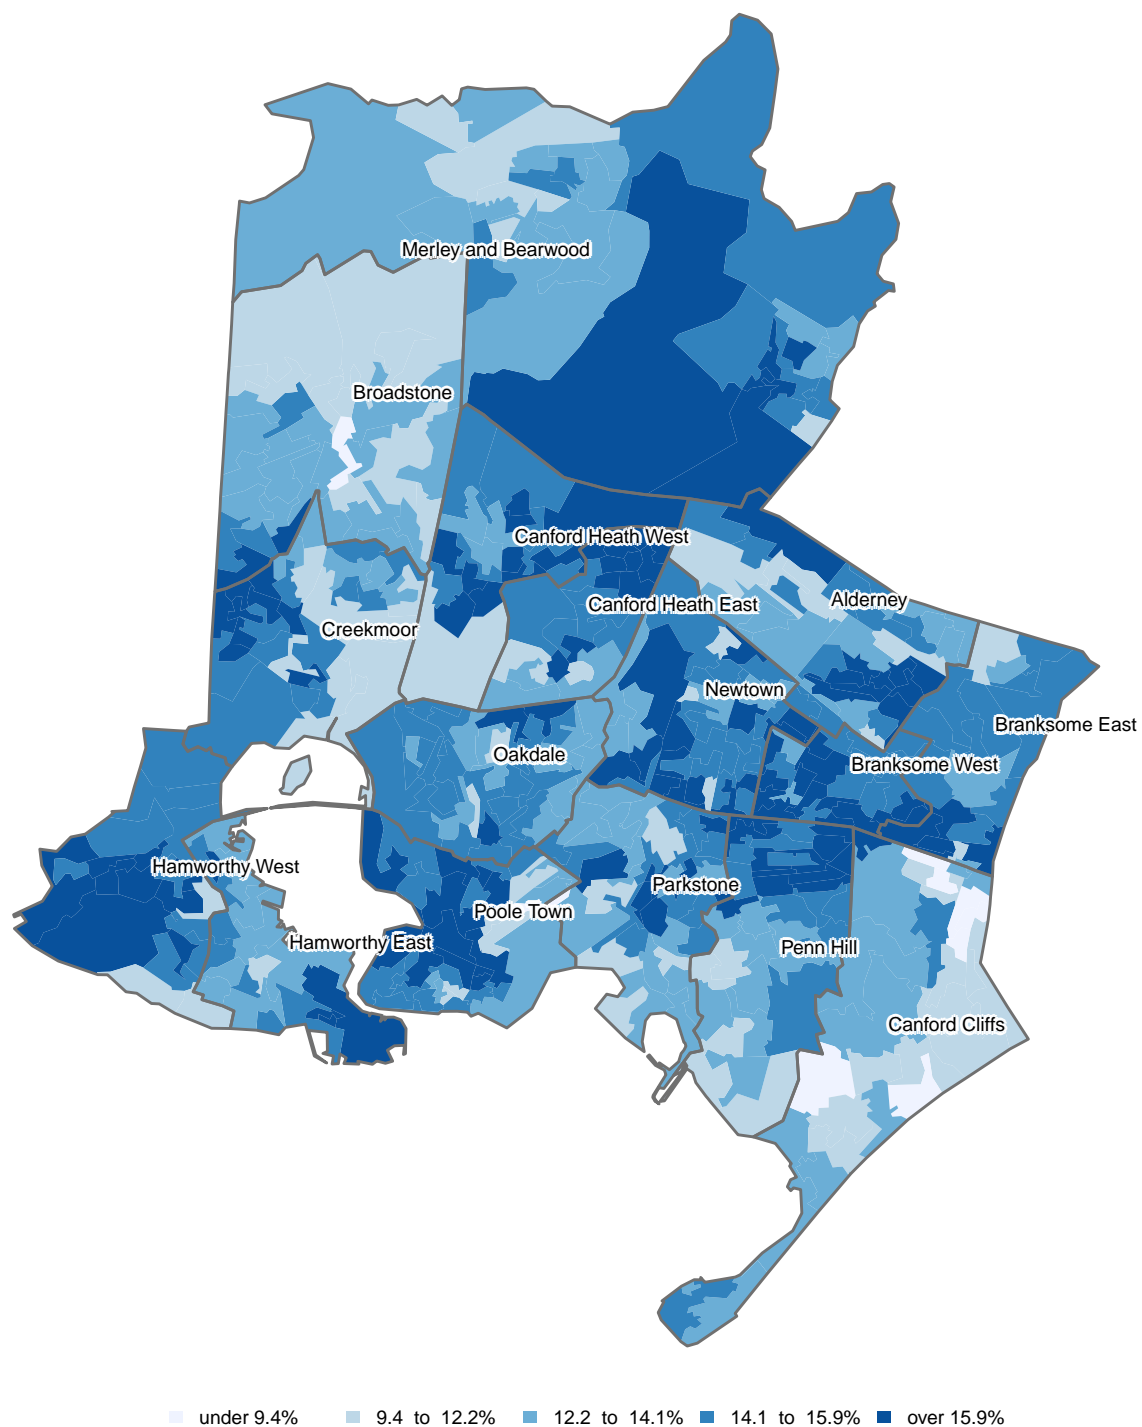 Merley and Bearwood
Broadstone
Canford Heath West
Canford Heath East
Alderney
Creekmoor
Newtown
Branksome East
Oakdale
Branksome West
Hamworthy West
Parkstone
Poole Town
Hamworthy East
Penn Hill
Canford Cliffs
under 9.4% 9.4 to 12.2% 12.2 to 14.1% 14.1 to 15.9% over 15.9%